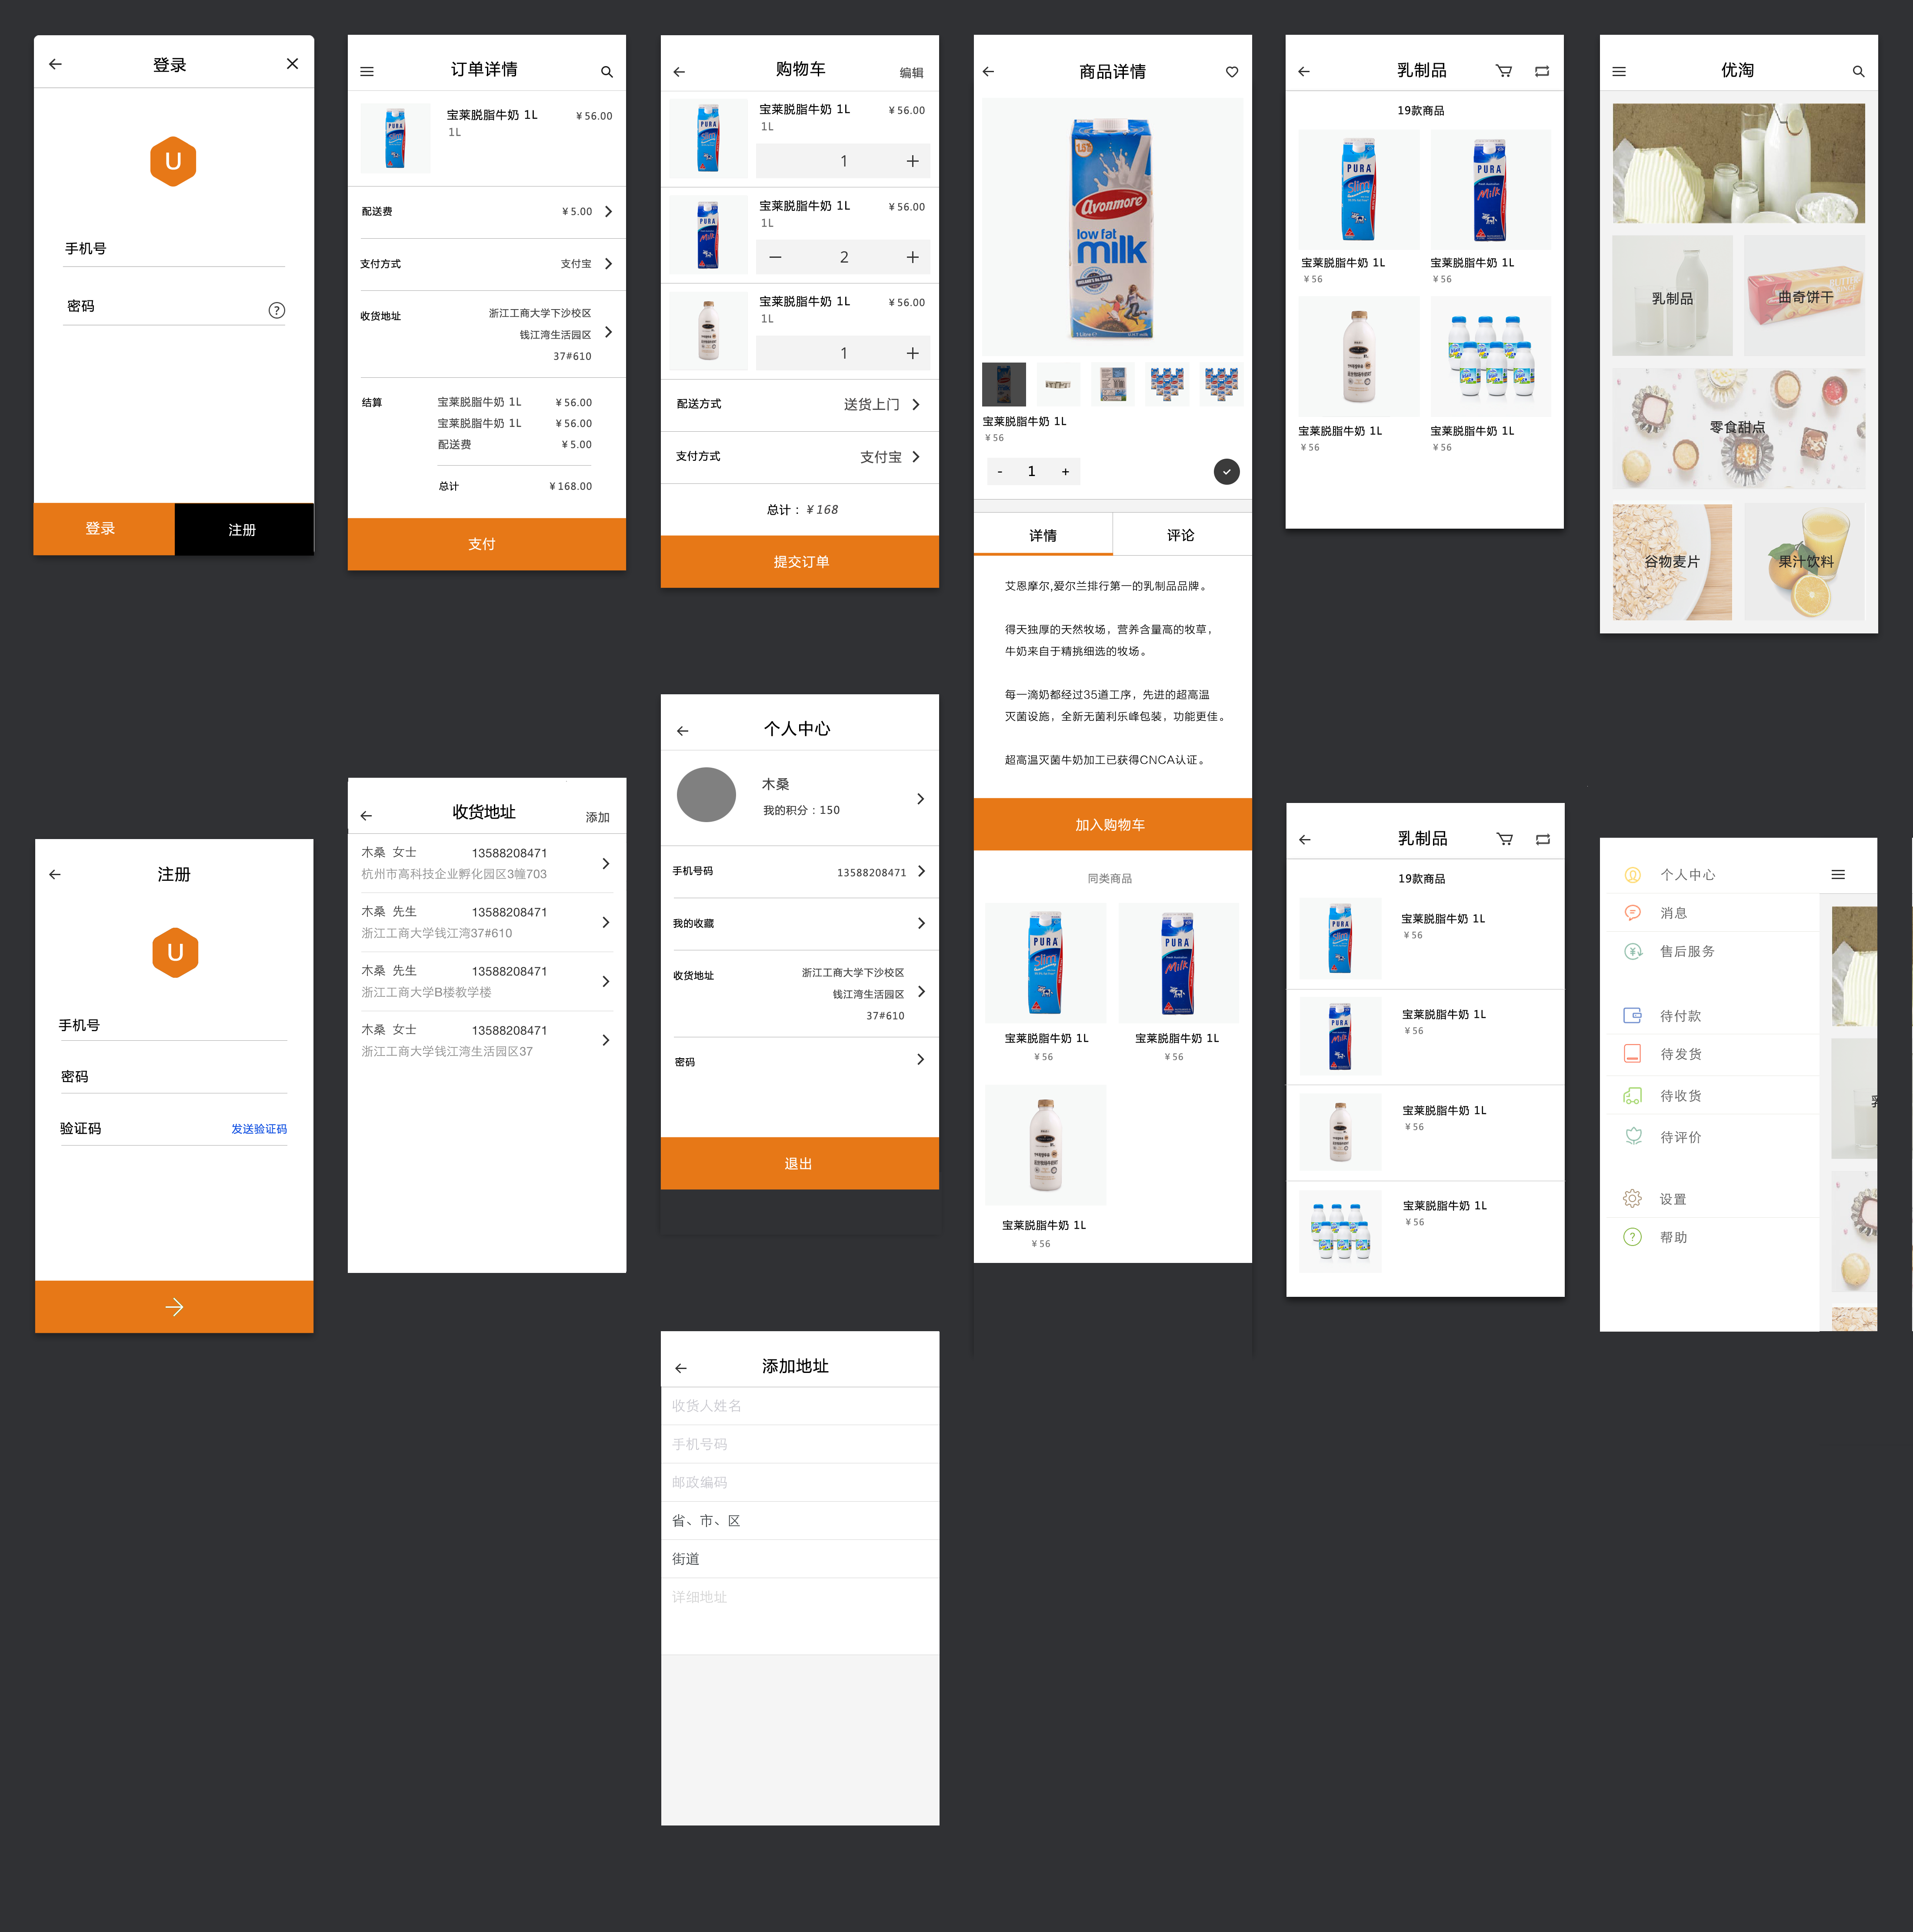 登录
U
手机号
密码
?
登录
注册
订单详情
PURA
Slim
宝莱脱脂牛奶 1L
¥ 56.00
1L
配送费
¥ 5.00
支付方式
支付宝
收货地址
浙江工商大学下沙校区
钱江湾生活园区
37#610
结算
宝莱脱脂牛奶 1L
¥ 56.00
宝莱脱脂牛奶 1L
¥ 56.00
配送费
¥ 5.00
总计
¥ 168.00
支付
购物车
编辑
PURA
Slim
宝莱脱脂牛奶 1L
¥ 56.00
1L
1
+
PURA
Milk
宝莱脱脂牛奶 1L
¥ 56.00
1L
—
2
+
宝莱脱脂牛奶 1L
¥ 56.00
1L
1
+
配送方式
送货上门
支付方式
支付宝
总计：¥ 168
提交订单
商品详情
1.5%
avonmore
low fat
milk
宝莱脱脂牛奶 1L
¥ 56
-
1
+
详情
评论
艾恩摩尔,爱尔兰排行第一的乳制品品牌。
得天独厚的天然牧场，营养含量高的牧草，
牛奶来自于精挑细选的牧场。
每一滴奶都经过35道工序，先进的超高温
灭菌设施，全新无菌利乐峰包装，功能更佳。
超高温灭菌牛奶加工已获得CNCA认证。
加入购物车
同类商品
PURA
Slim
PURA
Milk
宝莱脱脂牛奶 1L
宝莱脱脂牛奶 1L
¥ 56
¥ 56
宝莱脱脂牛奶 1L
¥ 56
乳制品
19款商品
PURA
Slim
PURA
Milk
宝莱脱脂牛奶 1L
宝莱脱脂牛奶 1L
¥ 56
¥ 56
宝莱脱脂牛奶 1L
宝莱脱脂牛奶 1L
¥ 56
¥ 56
优淘
乳制品
曲奇饼干
零食甜点
谷物麦片
果汁饮料
注册
U
手机号
密码
验证码
发送验证码
收货地址
添加
木桑 女士
13588208471
杭州市高科技企业孵化园区3幢703
木桑 先生
13588208471
浙江工商大学钱江湾37#610
木桑 先生
13588208471
浙江工商大学B楼教学楼
木桑 女士
13588208471
浙江工商大学钱江湾生活园区37
个人中心
木桑
我的积分：150
手机号码
13588208471
我的收藏
收货地址
浙江工商大学下沙校区
钱江湾生活园区
37#610
密码
退出
添加地址
收货人姓名
手机号码
邮政编码
省、市、区
街道
详细地址
乳制品
19款商品
PURA
Slim
宝莱脱脂牛奶 1L
¥ 56
PURA
Milk
宝莱脱脂牛奶 1L
¥ 56
宝莱脱脂牛奶 1L
¥ 56
宝莱脱脂牛奶 1L
¥ 56
个人中心
消息
售后服务
待付款
待发货
待收货
待评价
设置
帮助